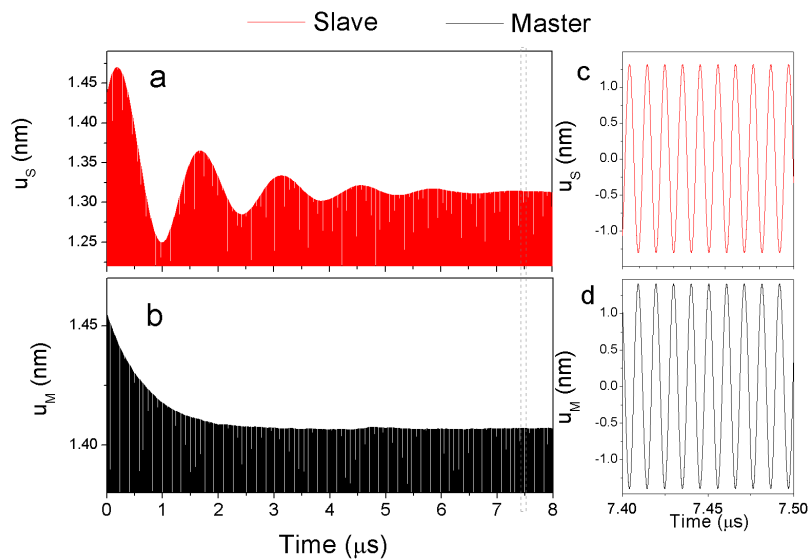 Slave Master
a
1.45
1.40
1.35
1.30
1.25
u_S (nm)
b
1.45
1.40
u_M (nm)
0 1 2 3 4 5 6 7 8
Time (μs)
c
1.0
0.5
0.0
-0.5
-1.0
u_S (nm)
d
1.0
0.5
0.0
-0.5
-1.0
u_M (nm)
7.40 7.45 7.50
Time (μs)